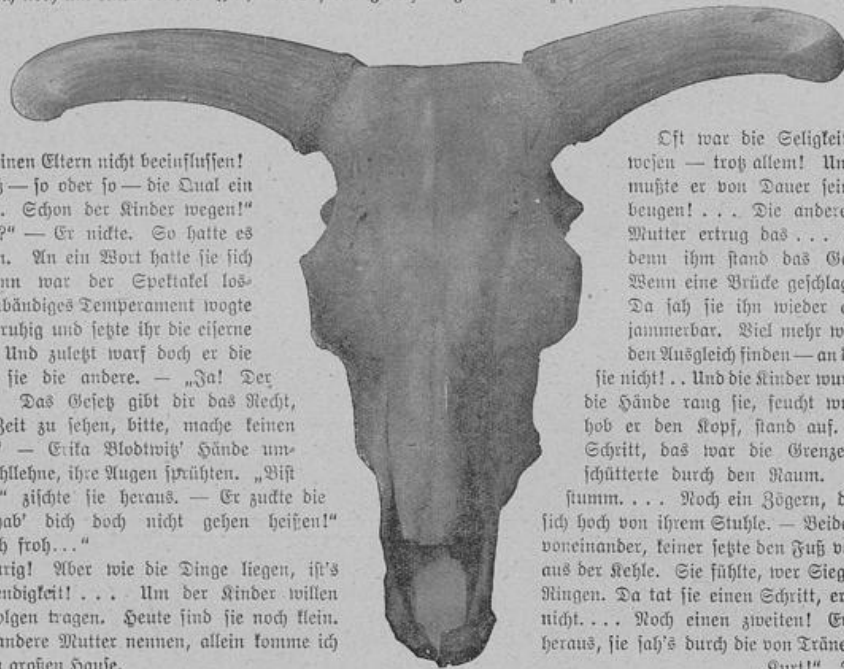 inen Eltern nicht beeinflussen!
— so oder so — die Qual ein
. Schon der Kinder wegen!"
?" — Er nickte. So hatte es
n. An ein Wort hatte sie sich
nn war der Spektakel los-
bändiges Temperament wogte
ruhig und setzte ihr die eiserne
Und zuletzt warf doch er die
sie die andere. — „Ja! Der
Das Gesetz gibt dir das Recht,
Zeit zu sehen, bitte, mache keinen
" — Erika Blodtwitz' Hände um-
hllehne, ihre Augen sprühten. „Bist
" zischte sie heraus. — Er zuckte die
hab' dich doch nicht gehen heißen!"
h froh..."
urig! Aber wie die Dinge liegen, ist's
endigkeit! . . . Um der Kinder willen
olgen tragen. Heute sind sie noch klein.
andere Mutter nennen, allein komme ich
n großen Hause.
Oft war die Seligkeit
wesen — trotz allem! Un
mußte er von Dauer sein
beugen! . . . Die andere
Mutter ertrug das . . .
denn ihm stand das Ge
Wenn eine Brücke geschlag
Da sah sie ihn wieder a
jammerbar. Viel mehr w
den Ausgleich finden — an
sie nicht! . . Und die Kinder wur
die Hände rang sie, feucht w
hob er den Kopf, stand auf.
Schritt, das war die Grenze
schütterte durch den Raum.
stumm. . . . Noch ein Zögern, d
sich hoch von ihrem Stuhle. — Beide
voneinander, keiner setzte den Fuß v
aus der Kehle. Sie fühlte, wer Sieg
Ringen. Da tat sie einen Schritt, er
nicht. . . . Noch einen zweiten! E
heraus, sie sah's durch die von Träne
Kurt!"